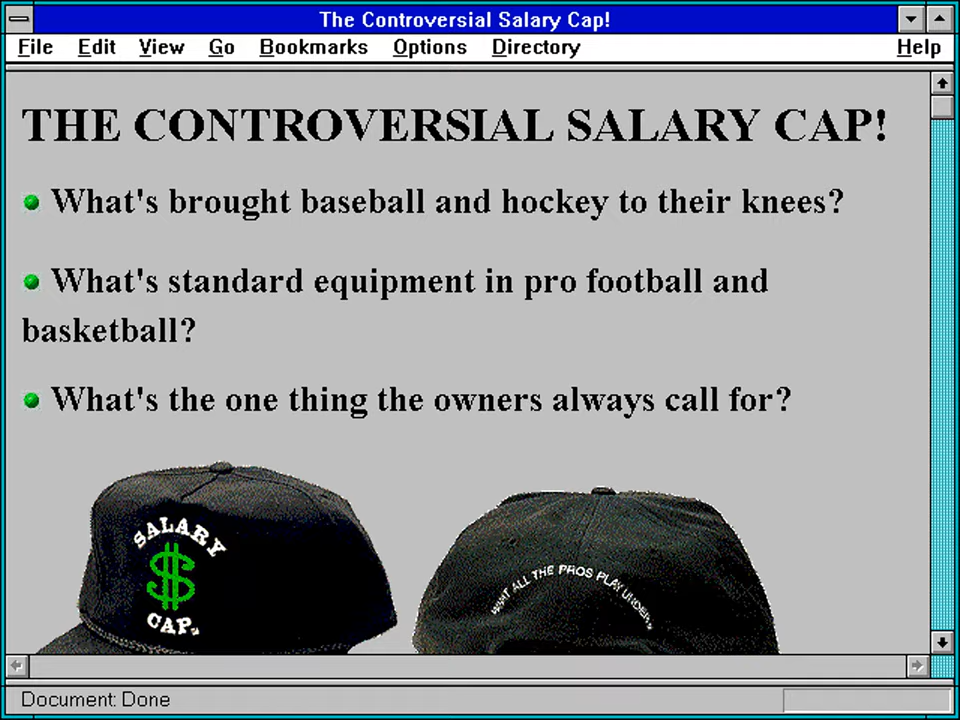 The Controversial Salary Cap!
File Edit View Go Bookmarks Options Directory Help
THE CONTROVERSIAL SALARY CAP!
What's brought baseball and hockey to their knees?
What's standard equipment in pro football and
basketball?
What's the one thing the owners always call for?
SALARY
$
CAP
ALL THE PROS PLAY UNDER
Document: Done